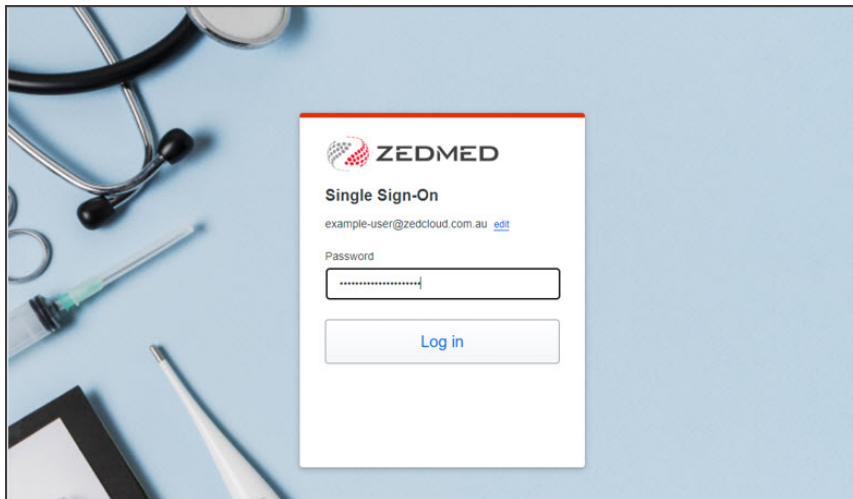 ZEDMED
Single Sign-On
example-user@zedcloud.com.au edit
Password
•••••••••••••••••••••
Log in